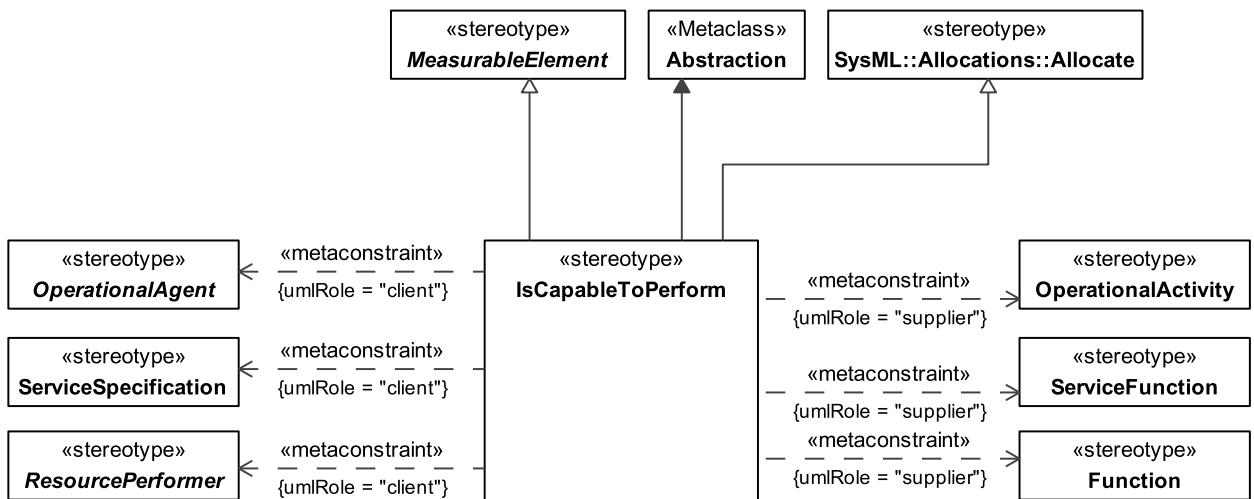 «stereotype»
MeasurableElement
«Metaclass»
Abstraction
«stereotype»
SysML::Allocations::Allocate
«stereotype»
OperationalAgent
«metaconstraint»
{umlRole = "client"}
«stereotype»
IsCapableToPerform
«metaconstraint»
{umlRole = "supplier"}
«stereotype»
OperationalActivity
«stereotype»
ServiceSpecification
«metaconstraint»
{umlRole = "client"}
«metaconstraint»
{umlRole = "supplier"}
«stereotype»
ServiceFunction
«stereotype»
ResourcePerformer
«metaconstraint»
{umlRole = "client"}
«metaconstraint»
{umlRole = "supplier"}
«stereotype»
Function